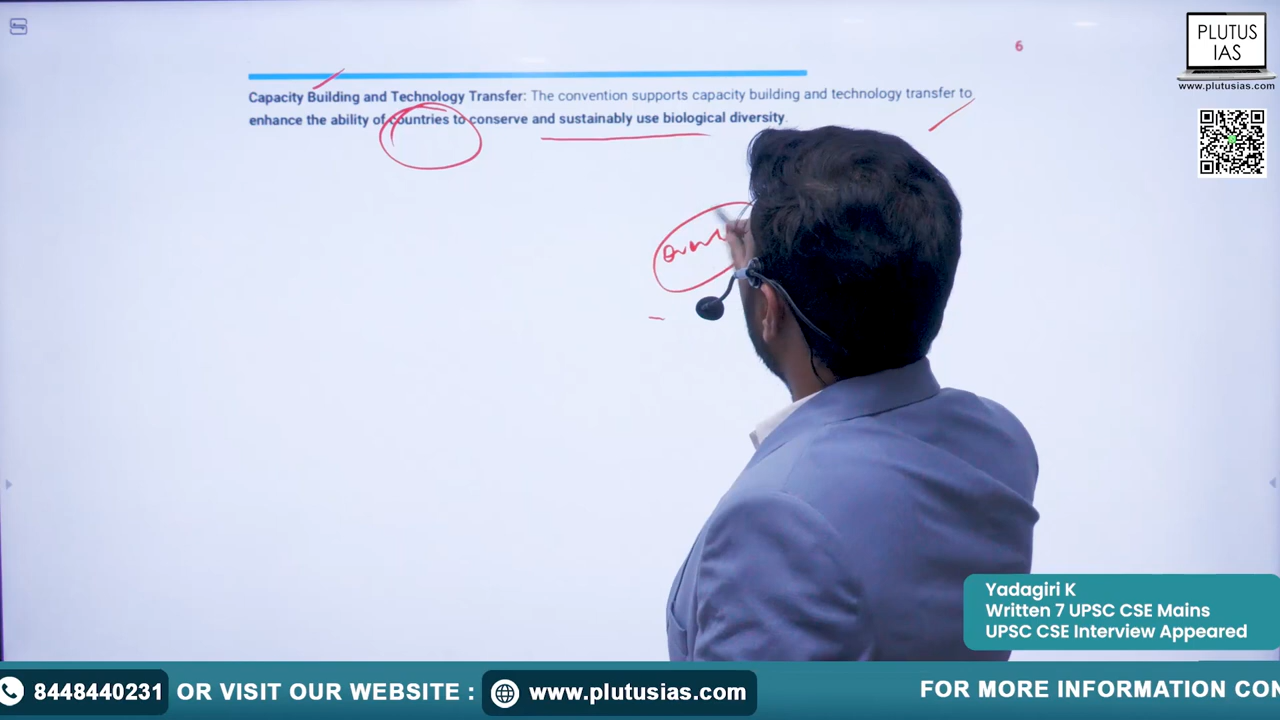 6
PLUTUS
IAS
www.plutusias.com
Capacity Building and Technology Transfer: The convention supports capacity building and technology transfer to
enhance the ability of countries to conserve and sustainably use biological diversity.
Yadagiri K
Written 7 UPSC CSE Mains
UPSC CSE Interview Appeared
8448440231 OR VISIT OUR WEBSITE : www.plutusias.com FOR MORE INFORMATION CON